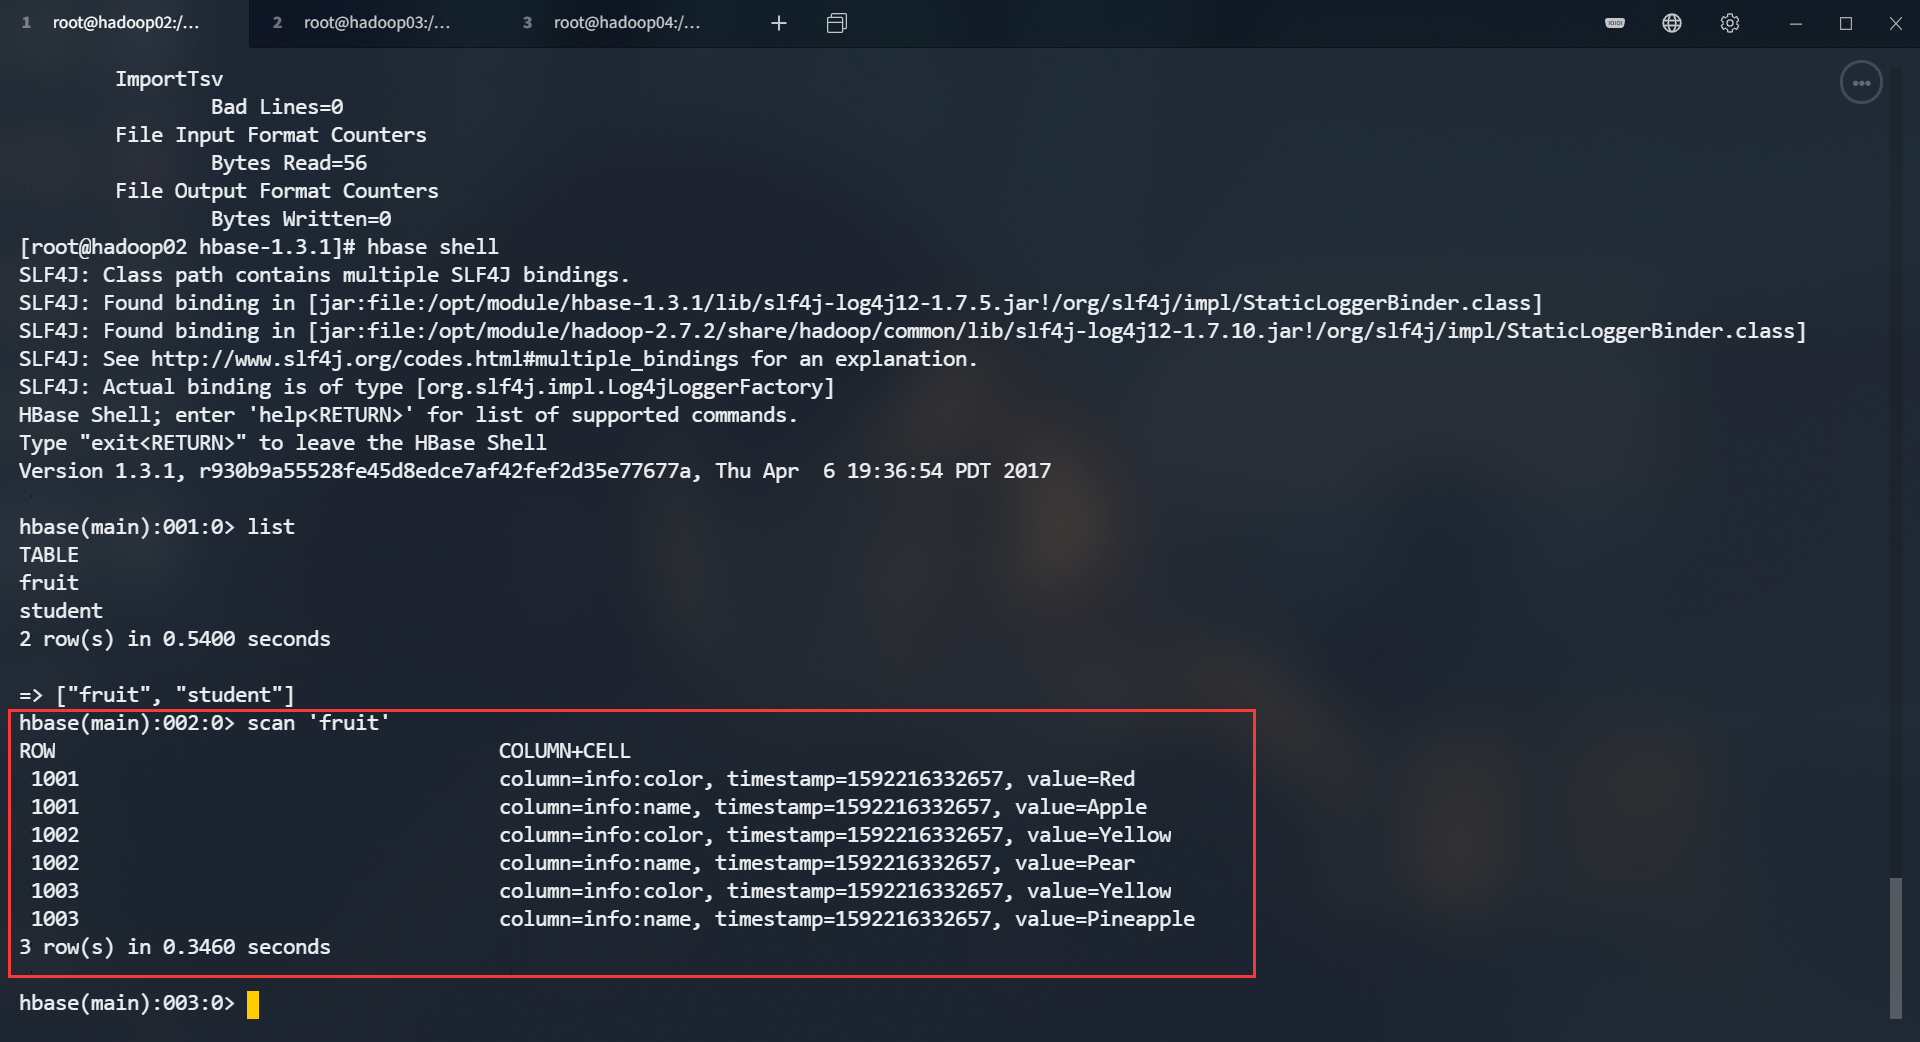 1 root@hadoop02:/... 2 root@hadoop03:/... 3 root@hadoop04:/...
ImportTsv
Bad Lines=0
File Input Format Counters
Bytes Read=56
File Output Format Counters
Bytes Written=0
[root@hadoop02 hbase-1.3.1]# hbase shell
SLF4J: Class path contains multiple SLF4J bindings.
SLF4J: Found binding in [jar:file:/opt/module/hbase-1.3.1/lib/slf4j-log4j12-1.7.5.jar!/org/slf4j/impl/StaticLoggerBinder.class]
SLF4J: Found binding in [jar:file:/opt/module/hadoop-2.7.2/share/hadoop/common/lib/slf4j-log4j12-1.7.10.jar!/org/slf4j/impl/StaticLoggerBinder.class]
SLF4J: See http://www.slf4j.org/codes.html#multiple_bindings for an explanation.
SLF4J: Actual binding is of type [org.slf4j.impl.Log4jLoggerFactory]
HBase Shell; enter 'help<RETURN>' for list of supported commands.
Type "exit<RETURN>" to leave the HBase Shell
Version 1.3.1, r930b9a55528fe45d8edce7af42fef2d35e77677a, Thu Apr  6 19:36:54 PDT 2017
hbase(main):001:0> list
TABLE
fruit
student
2 row(s) in 0.5400 seconds
=> ["fruit", "student"]
hbase(main):002:0> scan 'fruit'
ROW COLUMN+CELL
1001 column=info:color, timestamp=1592216332657, value=Red
1001 column=info:name, timestamp=1592216332657, value=Apple
1002 column=info:color, timestamp=1592216332657, value=Yellow
1002 column=info:name, timestamp=1592216332657, value=Pear
1003 column=info:color, timestamp=1592216332657, value=Yellow
1003 column=info:name, timestamp=1592216332657, value=Pineapple
3 row(s) in 0.3460 seconds
hbase(main):003:0>